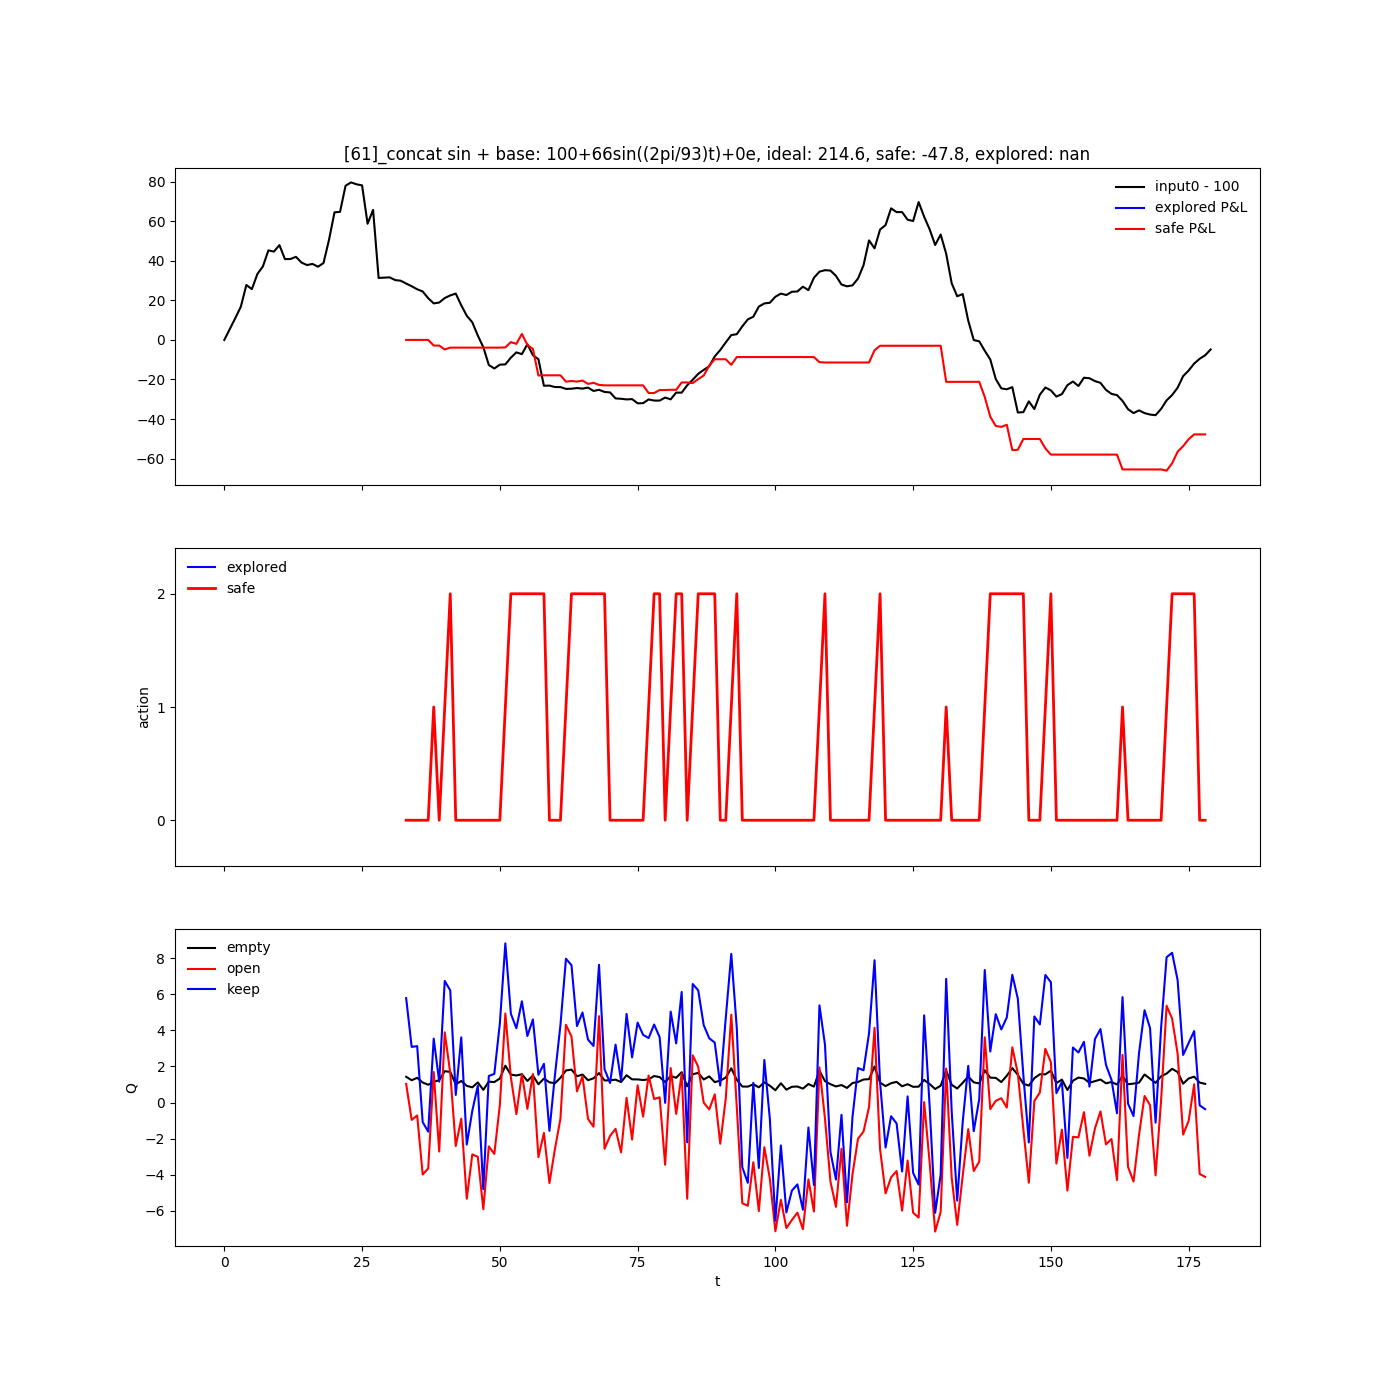 [61]_concat sin + base: 100+66sin((2pi/93)t)+0e, ideal: 214.6, safe: -47.8, explored: nan
80
60
40
20
0
−20
−40
−60
input0 - 100
explored P&L
safe P&L
explored
safe
2
1
0
action
empty
open
keep
8
6
4
2
0
−2
−4
−6
Q
0 25 50 75 100 125 150 175
t